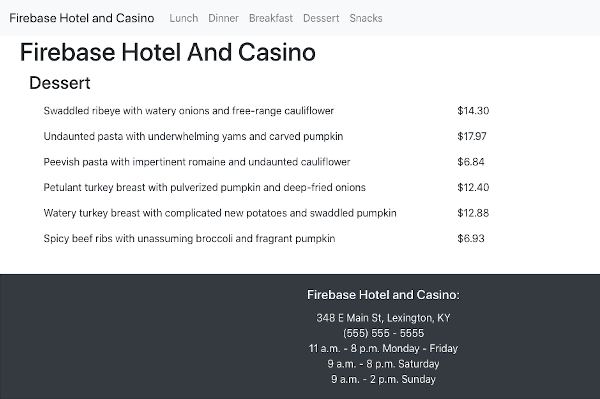 Firebase Hotel and Casino Lunch Dinner Breakfast Dessert Snacks
Firebase Hotel And Casino
Dessert
Swaddled ribeye with watery onions and free-range cauliflower $14.30
Undaunted pasta with underwhelming yams and carved pumpkin $17.97
Peevish pasta with impertinent romaine and undaunted cauliflower $6.84
Petulant turkey breast with pulverized pumpkin and deep-fried onions $12.40
Watery turkey breast with complicated new potatoes and swaddled pumpkin $12.88
Spicy beef ribs with unassuming broccoli and fragrant pumpkin $6.93
Firebase Hotel and Casino:
348 E Main St, Lexington, KY
(555) 555 - 5555
11 a.m. - 8 p.m. Monday - Friday
9 a.m. - 8 p.m. Saturday
9 a.m. - 2 p.m. Sunday